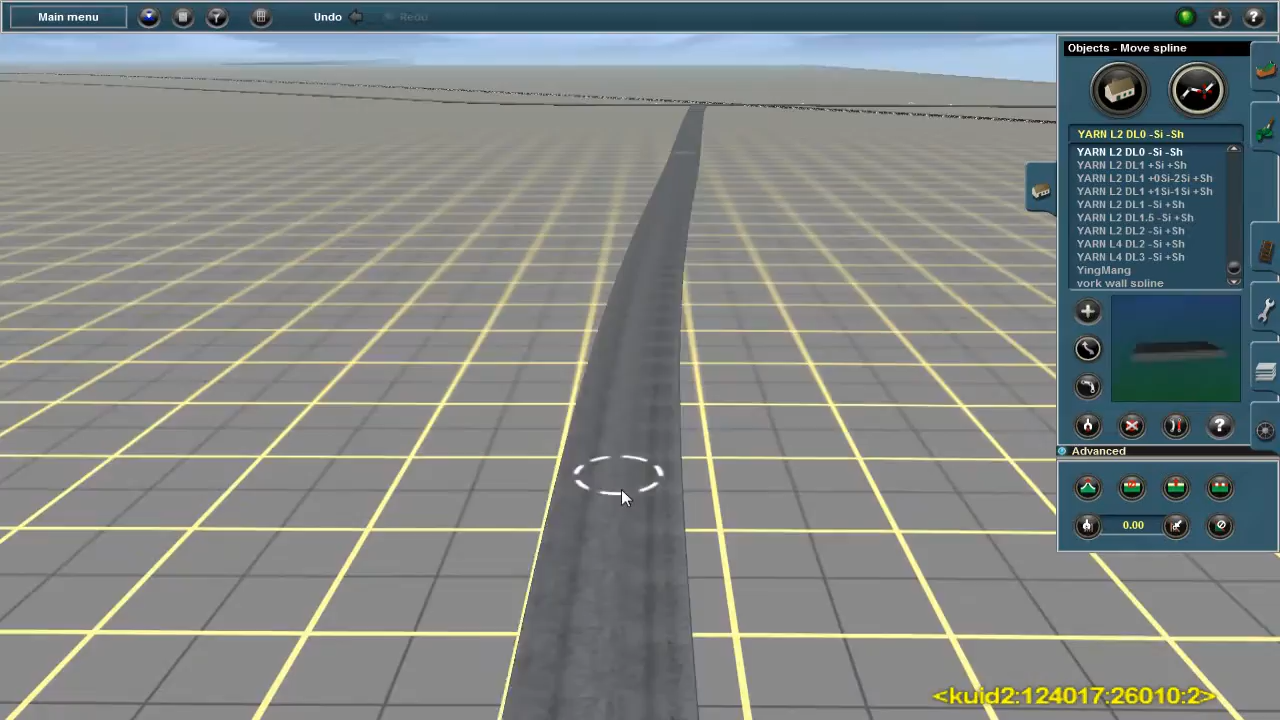 Main menu
Undo
Redu
Objects - Move spline
YARN L2 DL0 -Si -Sh
YARN L2 DL0 -Si -Sh
YARN L2 DL1 +Si +Sh
YARN L2 DL1 +0Si-2Si +Sh
YARN L2 DL1 +1Si-1Si +Sh
YARN L2 DL1 -Si +Sh
YARN L2 DL1.5 -Si +Sh
YARN L2 DL2 -Si +Sh
YARN L4 DL2 -Si +Sh
YARN L4 DL3 -Si +Sh
YingMang
york wall spline
?
?
Advanced
0.00
<kuid2:124017:26010:2>